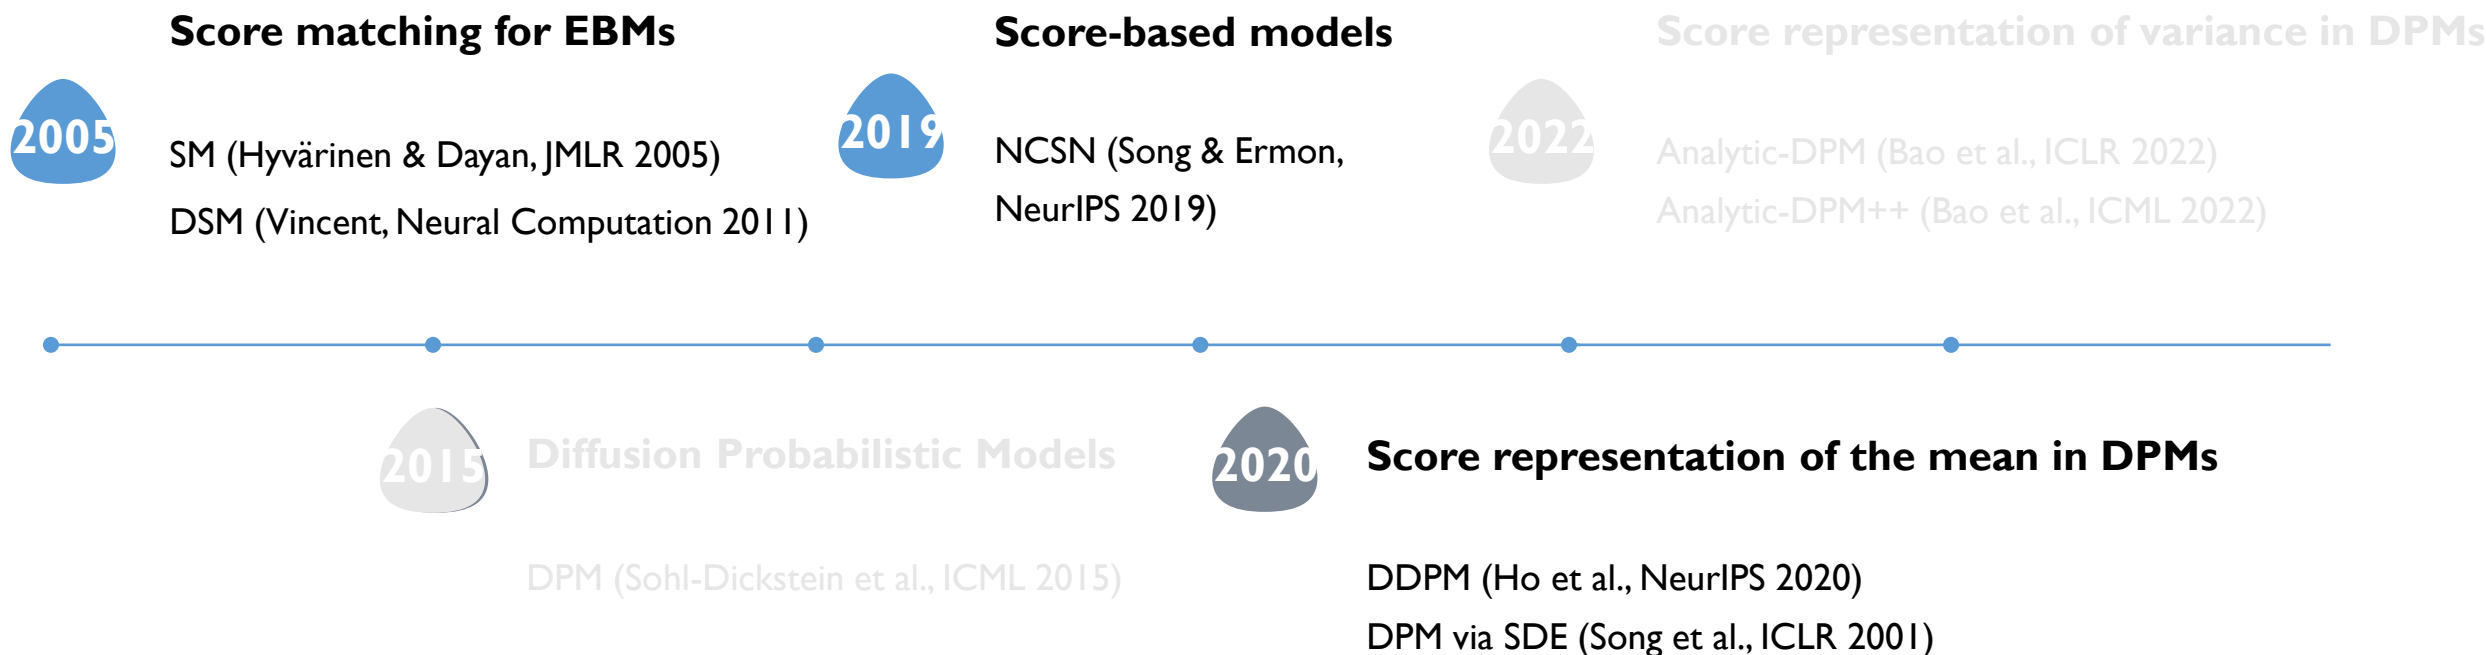 Score matching for EBMs
2005
SM (Hyvärinen & Dayan, JMLR 2005)
DSM (Vincent, Neural Computation 2011)
Score-based models
2019
NCSN (Song & Ermon,
NeurIPS 2019)
Score representation of variance in DPMs
2022
Analytic-DPM (Bao et al., ICLR 2022)
Analytic-DPM++ (Bao et al., ICML 2022)
2015
Diffusion Probabilistic Models
DPM (Sohl-Dickstein et al., ICML 2015)
2020
Score representation of the mean in DPMs
DDPM (Ho et al., NeurIPS 2020)
DPM via SDE (Song et al., ICLR 2001)